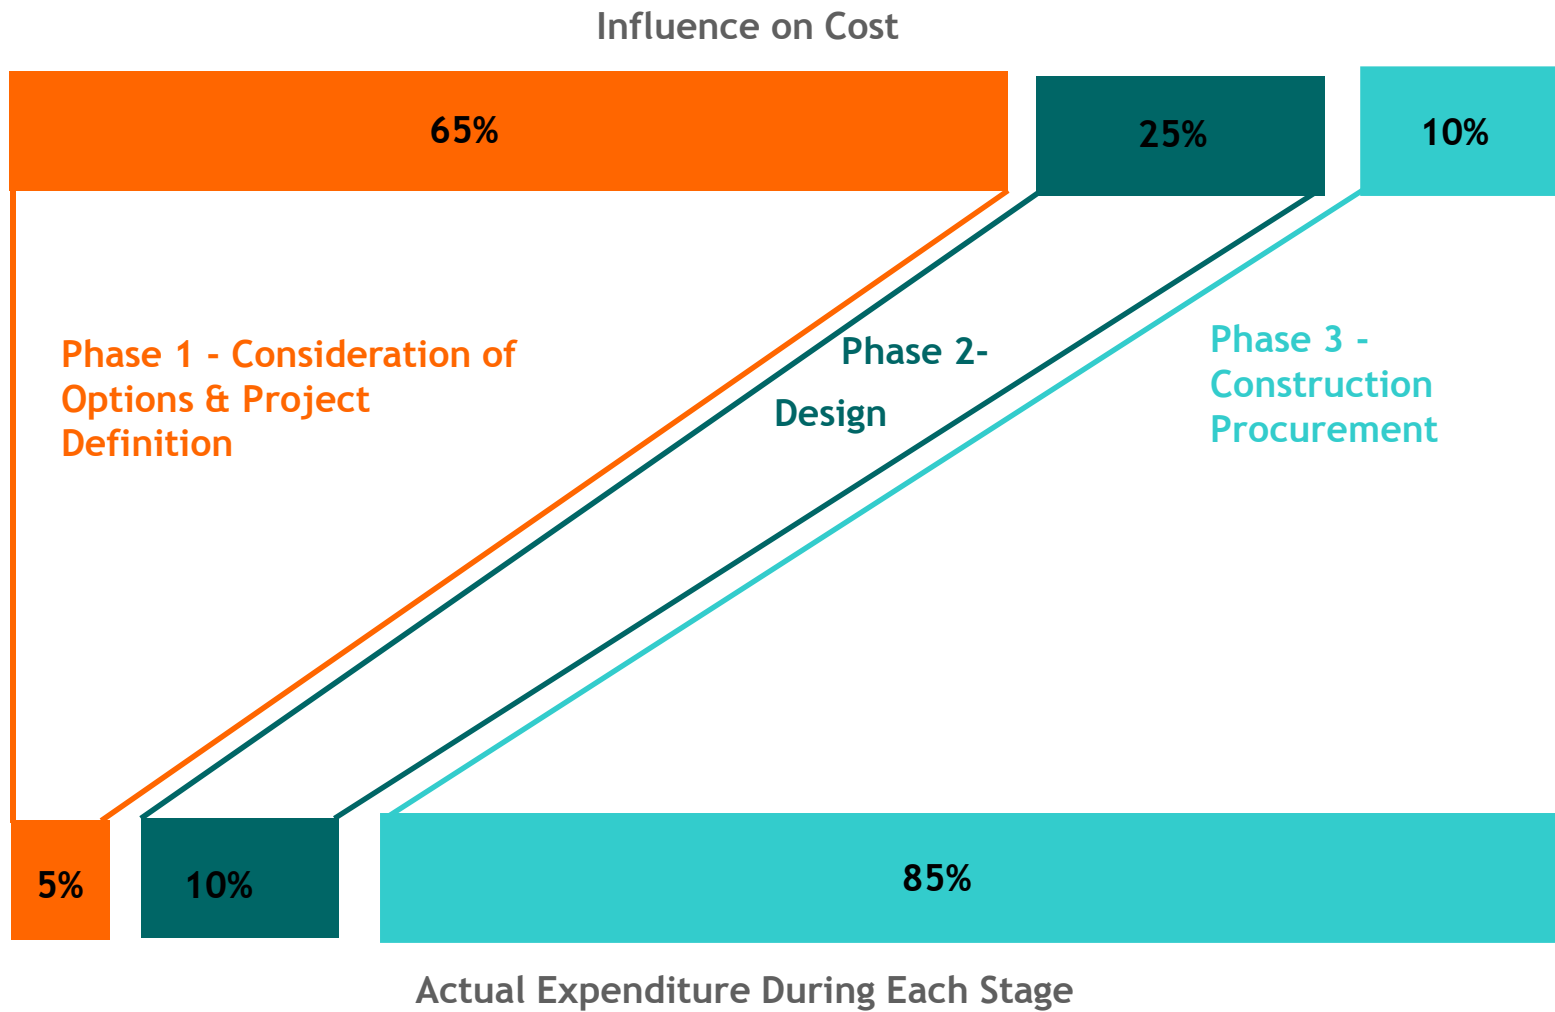 Influence on Cost
65%
25%
10%
Phase 1 - Consideration of
Options & Project
Definition
Phase 2-
Design
Phase 3 -
Construction
Procurement
5%
10%
85%
Actual Expenditure During Each Stage